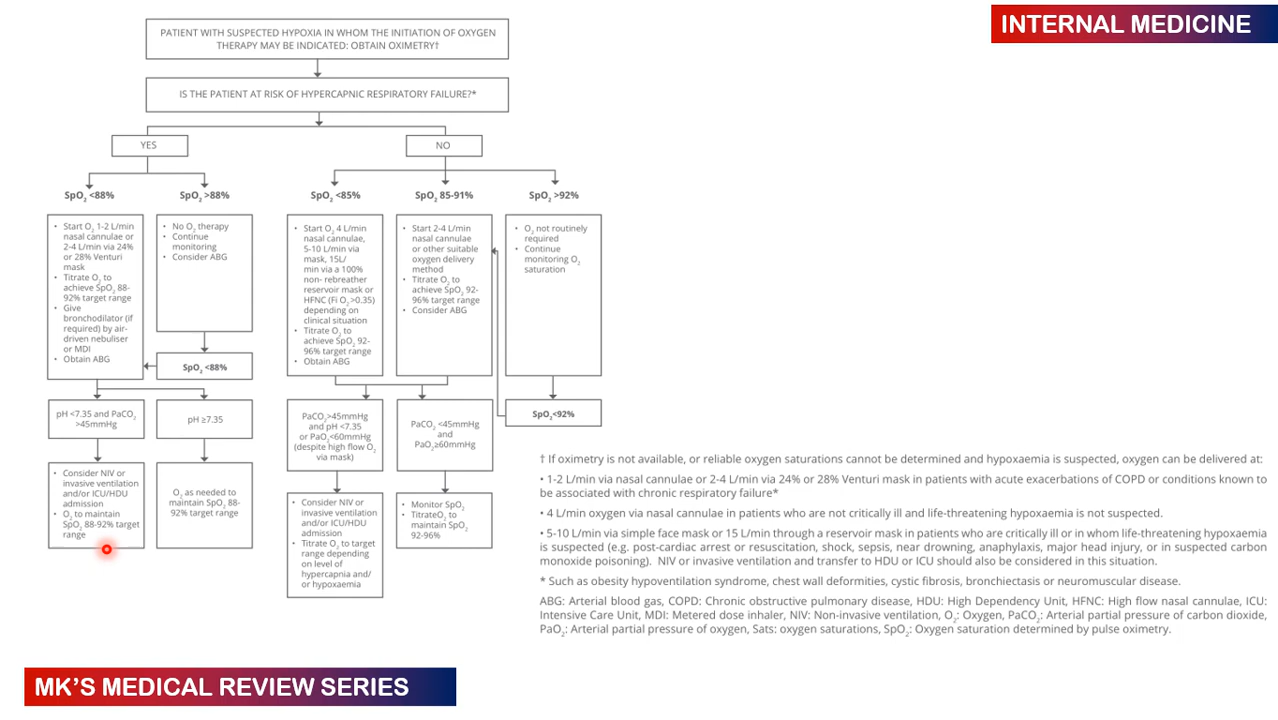 INTERNAL MEDICINE
PATIENT WITH SUSPECTED HYPOXIA IN WHOM THE INITIATION OF OXYGEN
THERAPY MAY BE INDICATED: OBTAIN OXIMETRY†
IS THE PATIENT AT RISK OF HYPERCAPNIC RESPIRATORY FAILURE?*
YES
NO
SpO2 <88%
SpO2 >88%
SpO2 <85%
SpO2 85-91%
SpO2 >92%
• Start O2 1-2 L/min
nasal cannulae or
2-4 L/min via 24%
or 28% Venturi
mask
• Titrate O2 to
achieve SpO2 88-
92% target range
• Give
bronchodilator (if
required) by air-
driven nebuliser
or MDI
• Obtain ABG
• No O2 therapy
• Continue
monitoring
• Consider ABG
SpO2 <88%
• Start O2 4 L/min
nasal cannulae,
5-10 L/min via
mask, 15L/
min via a 100%
non- rebreather
reservoir mask or
HFNC (Fi O2 >0.35)
depending on
clinical situation
• Titrate O2 to
achieve SpO2 92-
96% target range
• Obtain ABG
• Start 2-4 L/min
nasal cannulae
or other suitable
oxygen delivery
method
• Titrate O2 to
achieve SpO2 92-
96% target range
• Consider ABG
• O2 not routinely
required
• Continue
monitoring O2
saturation
SpO2<92%
pH <7.35 and PaCO2
>45mmHg
pH ≥7.35
PaCO2>45mmHg
and pH <7.35
or PaO2<60mmHg
(despite high flow O2
via mask)
PaCO2 <45mmHg
and
PaO2≥60mmHg
• Consider NIV or
invasive ventilation
and/or ICU/HDU
admission
• O2 to maintain
SpO2 88-92% target
range
O2 as needed to
maintain SpO2 88-
92% target range
• Consider NIV or
invasive ventilation
and/or ICU/HDU
admission
• Titrate O2 to target
range depending
on level of
hypercapnia and/
or hypoxaemia
• Monitor SpO2
• TitrateO2 to
maintain SpO2
92-96%
† If oximetry is not available, or reliable oxygen saturations cannot be determined and hypoxaemia is suspected, oxygen can be delivered at:
• 1-2 L/min via nasal cannulae or 2-4 L/min via 24% or 28% Venturi mask in patients with acute exacerbations of COPD or conditions known to
be associated with chronic respiratory failure*
• 4 L/min oxygen via nasal cannulae in patients who are not critically ill and life-threatening hypoxaemia is not suspected.
• 5-10 L/min via simple face mask or 15 L/min through a reservoir mask in patients who are critically ill or in whom life-threatening hypoxaemia
is suspected (e.g. post-cardiac arrest or resuscitation, shock, sepsis, near drowning, anaphylaxis, major head injury, or in suspected carbon
monoxide poisoning). NIV or invasive ventilation and transfer to HDU or ICU should also be considered in this situation.
* Such as obesity hypoventilation syndrome, chest wall deformities, cystic fibrosis, bronchiectasis or neuromuscular disease.
ABG: Arterial blood gas, COPD: Chronic obstructive pulmonary disease, HDU: High Dependency Unit, HFNC: High flow nasal cannulae, ICU:
Intensive Care Unit, MDI: Metered dose inhaler, NIV: Non-invasive ventilation, O2: Oxygen, PaCO2: Arterial partial pressure of carbon dioxide,
PaO2: Arterial partial pressure of oxygen, Sats: oxygen saturations, SpO2: Oxygen saturation determined by pulse oximetry.
MK'S MEDICAL REVIEW SERIES